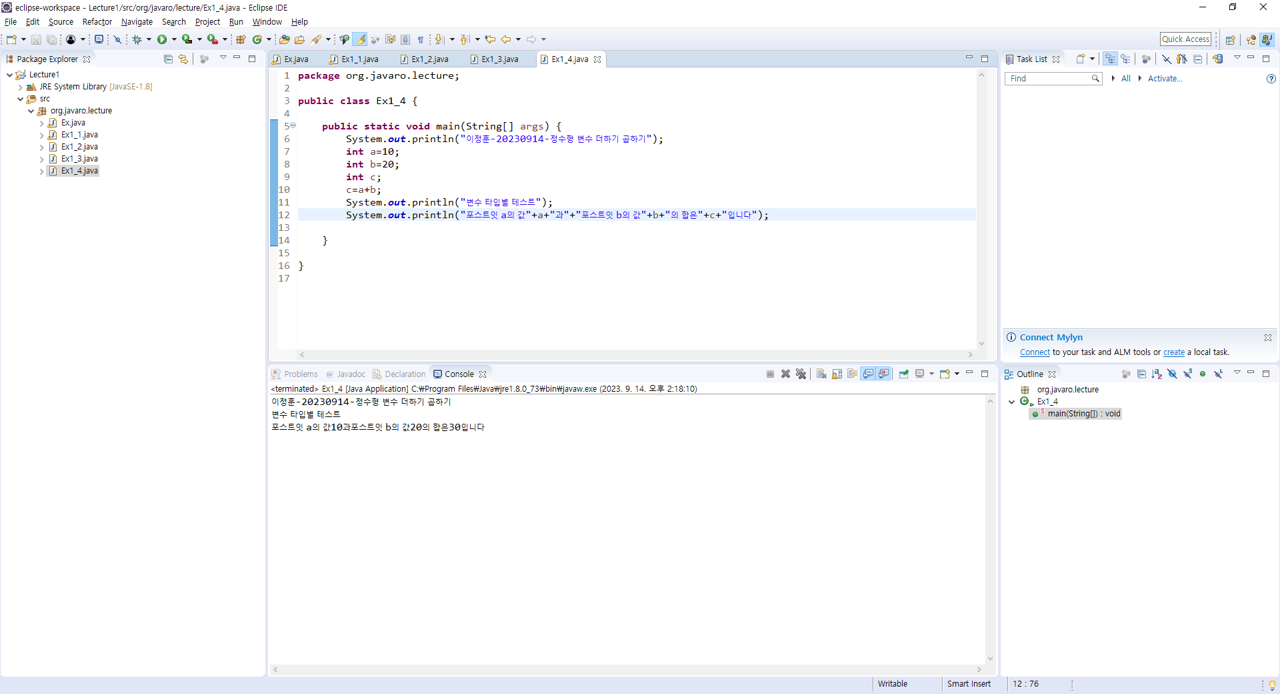 eclipse-workspace - Lecture1/src/org/javaro/lecture/Ex1_4.java - Eclipse IDE
File Edit Source Refactor Navigate Search Project Run Window Help
Quick Access
Package Explorer
Lecture1
JRE System Library [JavaSE-1.8]
src
org.javaro.lecture
Ex.java
Ex1_1.java
Ex1_2.java
Ex1_3.java
Ex1_4.java
Ex.java Ex1_1.java Ex1_2.java Ex1_3.java Ex1_4.java
1 package org.javaro.lecture;
2
3 public class Ex1_4 {
4
5 public static void main(String[] args) {
6 System.out.println("이정훈-20230914-정수형 변수 더하기 곱하기");
7 int a=10;
8 int b=20;
9 int c;
10 c=a+b;
11 System.out.println("변수 타입별 테스트");
12 System.out.println("포스트잇 a의 값"+a+"과"+"포스트잇 b의 값"+b+"의 합은"+c+"입니다");
13
14 }
15
16 }
17
Problems Javadoc Declaration Console
<terminated> Ex1_4 [Java Application] C:₩Program Files₩Java₩jre1.8.0_73₩bin₩javaw.exe (2023. 9. 14. 오후 2:18:10)
이정훈-20230914-정수형 변수 더하기 곱하기
변수 타입별 테스트
포스트잇 a의 값10과포스트잇 b의 값20의 합은30입니다
Task List
Find All Activate...
Connect Mylyn
Connect to your task and ALM tools or create a local task.
Outline
org.javaro.lecture
Ex1_4
main(String[]) : void
Writable Smart Insert 12 : 76